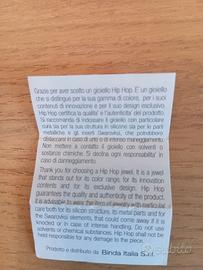 Grazie per aver scelto un gioiello Hip Hop. E' un gioiello
che si distingue per la sua gamma di colore, per i suoi
contenuti di innovazione e per il suo design esclusivo
Hip Hop certifica la qualita' e l'autenticita' del prodotto.
Si raccomanda di indossare il gioiello con particolare
cura sia per la sua struttura in silicone sia per le parti
metalliche e gli inserti Swarovski, che potrebbero
staccarsi in caso di urto o di intenso maneggiamento.
Non mettere a contatto il gioiello con solventi o
sostanze chimiche. Si declina ogni responsabilita' in
caso di danneggiamento.
Thank you for choosing a Hip Hop jewel. It is a jewel
that stands out for its color range, for its innovation
contents and for its exclusive design. Hip Hop
guarantees the quality and authenticity of the product.
It is advisable to wear the item of jewelry with particular
care both for its silicon structure, its metal parts and for
the Swarovski elements, that could come away if it is
knocked or in case of intense handling. Do not use
solvents or chemical substances. Hip Hop shall not be
held responsible for any damage to the piece.
Prodotto e distribuito da Binda Italia S.r.l.
Subito